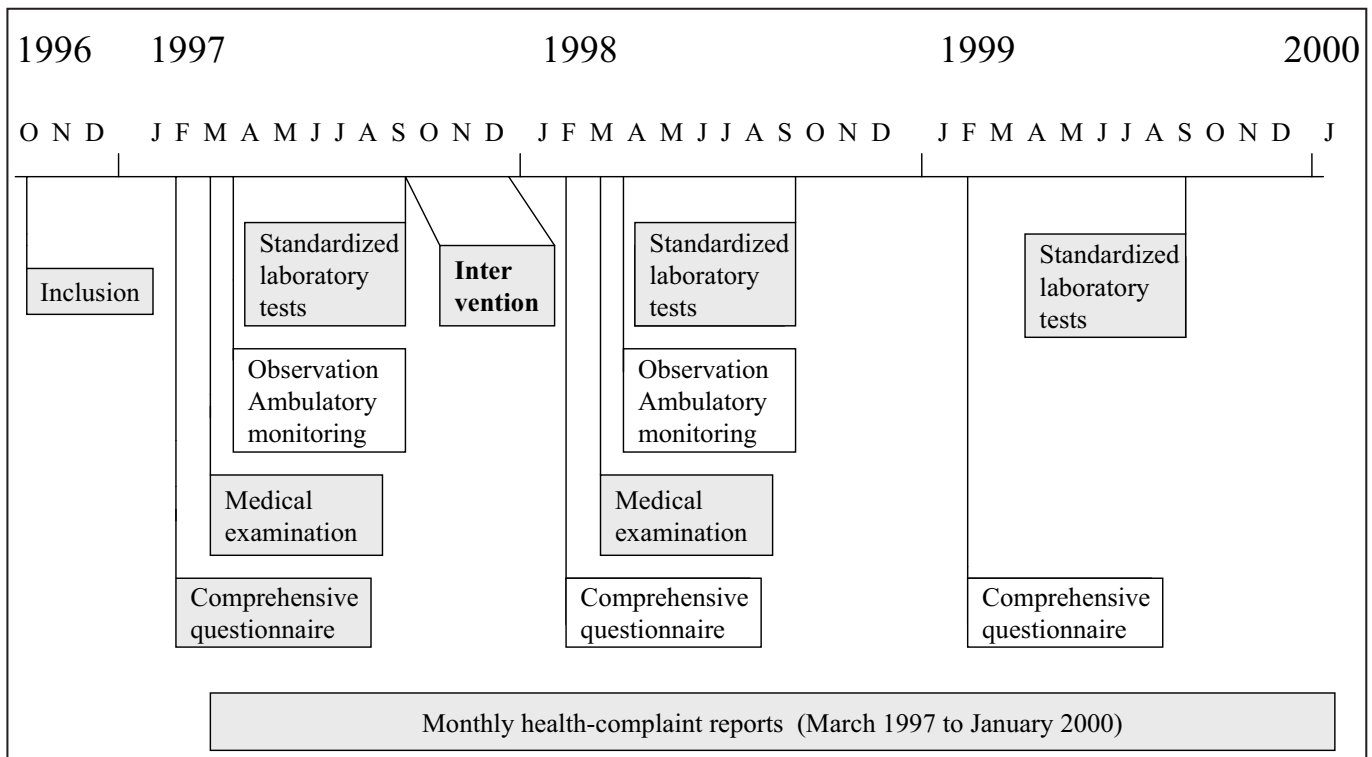 1996 1997 1998 1999 2000
O N D J F M A M J J A S O N D J F M A M J J A S O N D J F M A M J J A S O N D J
Inclusion
Standardized
laboratory
tests
Inter
vention
Standardized
laboratory
tests
Standardized
laboratory
tests
Observation
Ambulatory
monitoring
Observation
Ambulatory
monitoring
Medical
examination
Medical
examination
Comprehensive
questionnaire
Comprehensive
questionnaire
Comprehensive
questionnaire
Monthly health-complaint reports (March 1997 to January 2000)